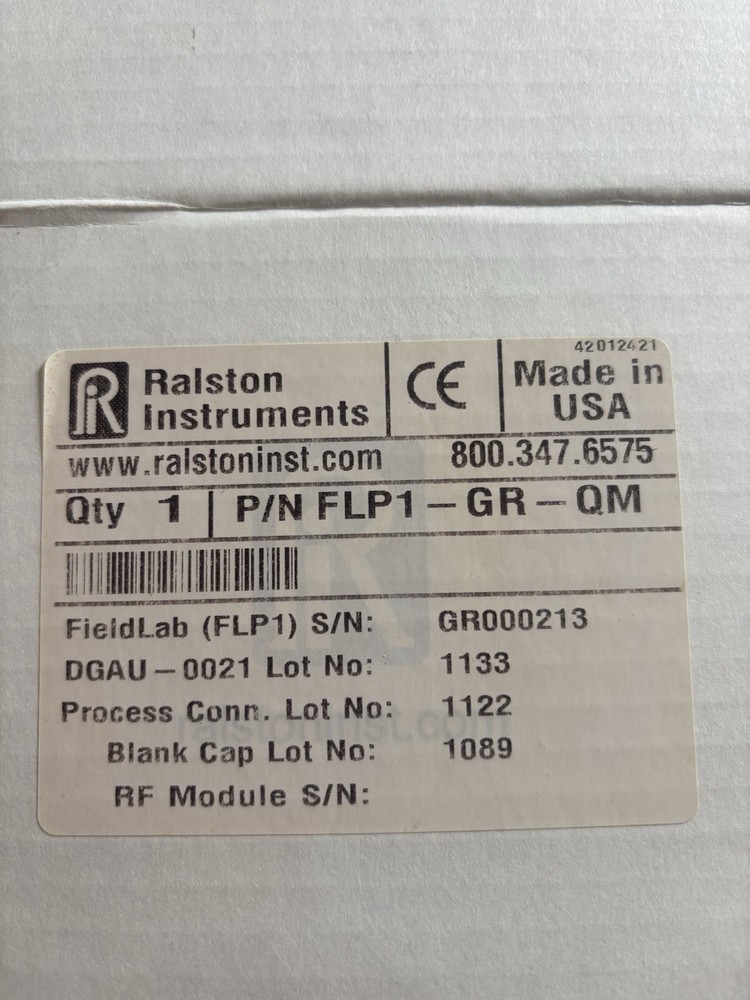 42012421
Ralston
Instruments
CE
Made in
USA
www.ralstoninst.com 800.347.6575
Qty 1 P/N FLP1-GR-QM
FieldLab (FLP1) S/N: GR000213
DGAU-0021 Lot No: 1133
Process Conn. Lot No: 1122
Blank Cap Lot No: 1089
RF Module S/N:
ralstoninst.com